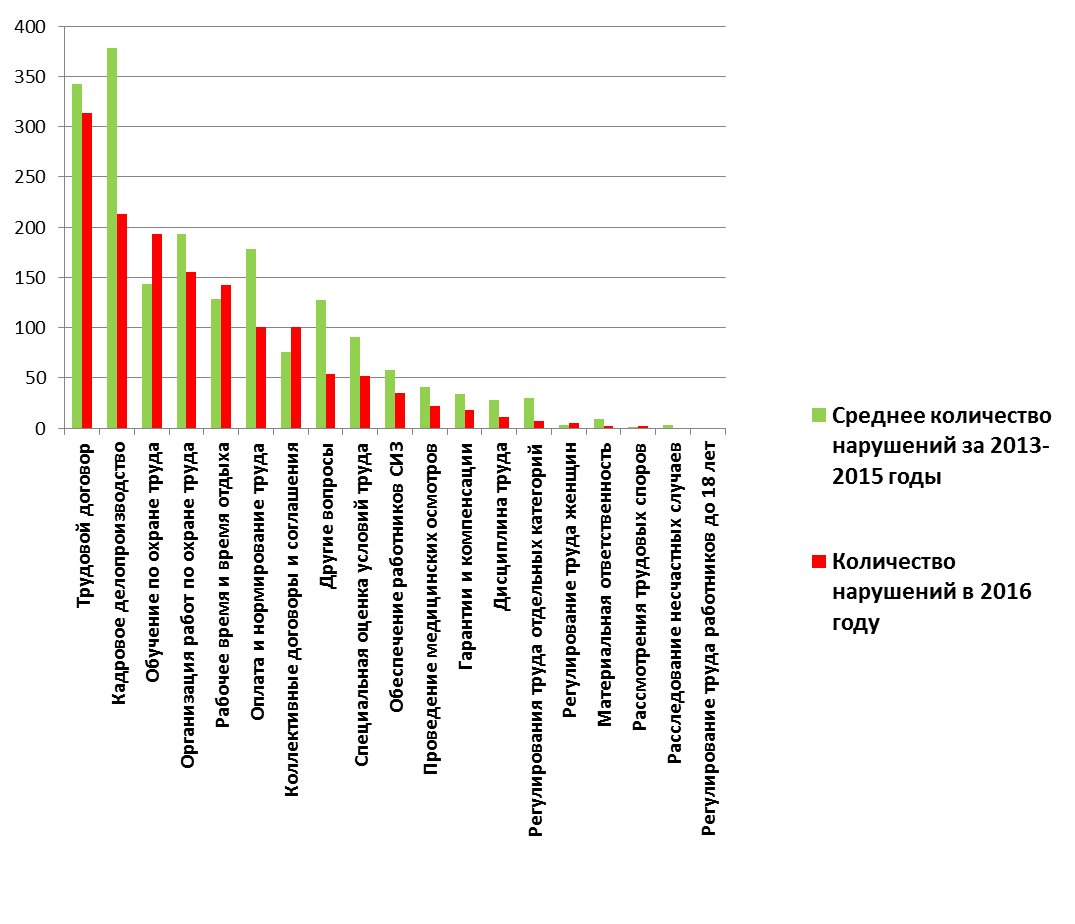 400
350
300
250
200
150
100
50
0
Трудовой договор
Кадровое делопроизводство
Обучение по охране труда
Организация работ по охране труда
Рабочее время и время отдыха
Оплата и нормирование труда
Коллективные договоры и соглашения
Другие вопросы
Специальная оценка условий труда
Обеспечение работников СИЗ
Проведение медицинских осмотров
Гарантии и компенсации
Дисциплина труда
Регулирования труда отдельных категорий
Регулирование труда женщин
Материальная ответственность
Рассмотрения трудовых споров
Расследование несчастных случаев
Регулирование труда работников до 18 лет
Среднее количество
нарушений за 2013-
2015 годы
Количество
нарушений в 2016
году